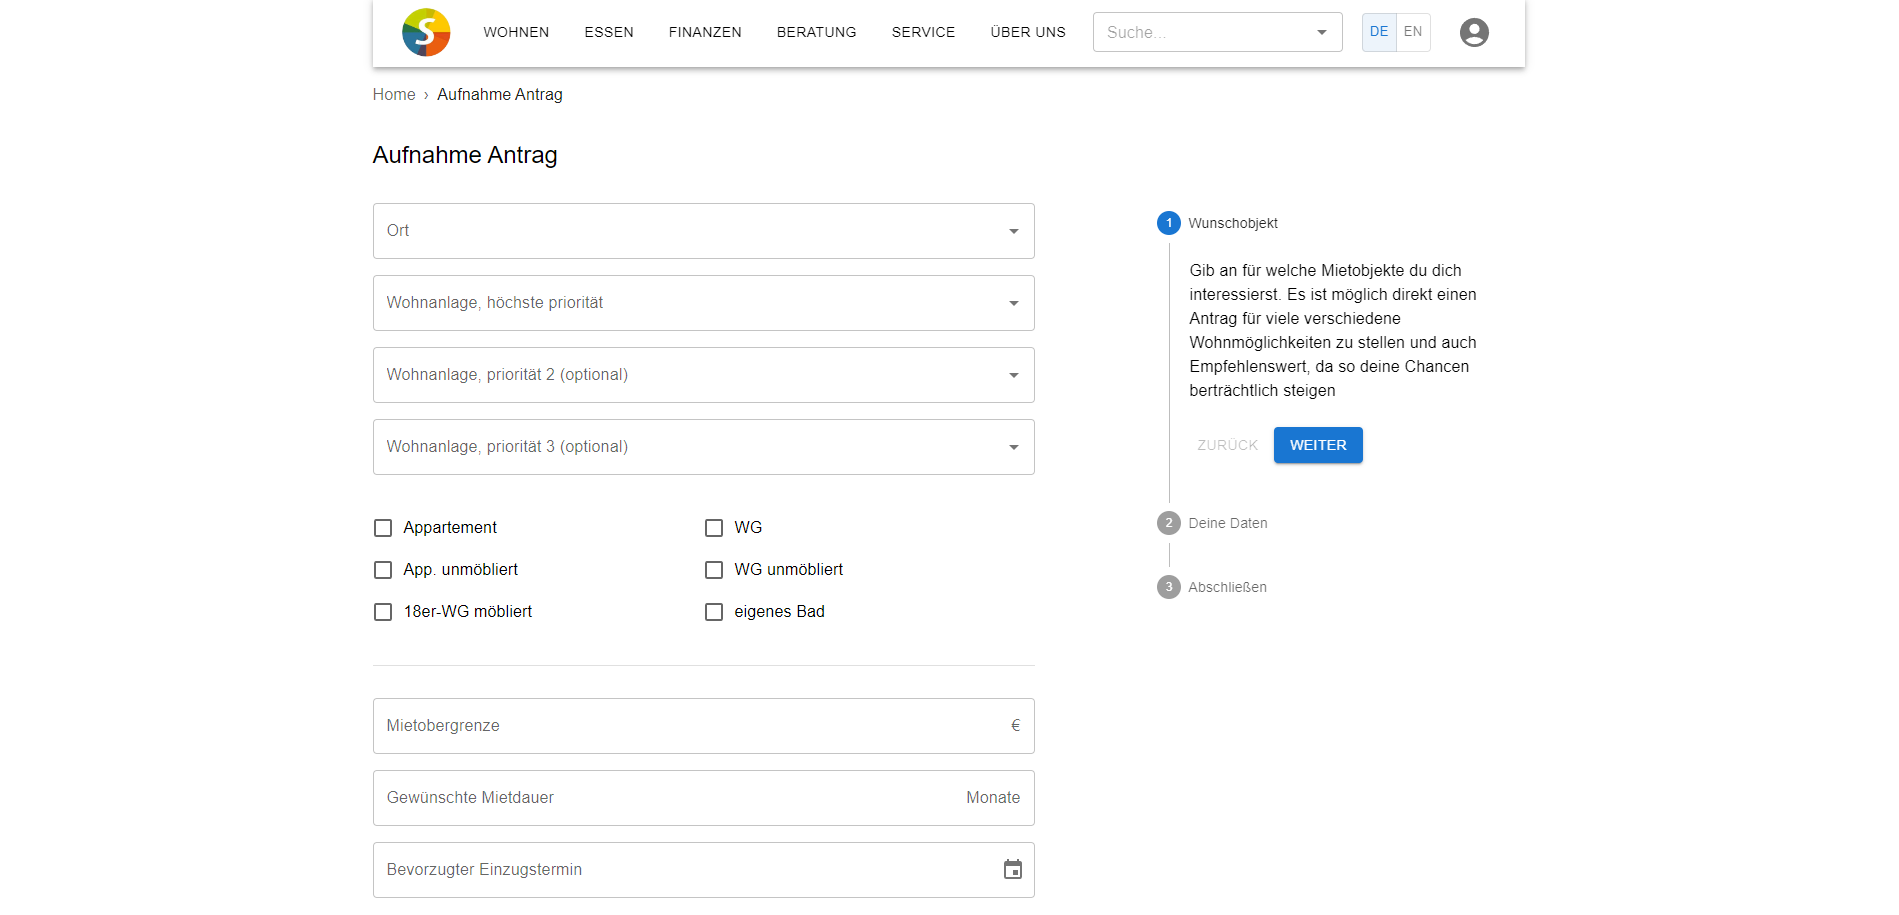 S WOHNEN ESSEN FINANZEN BERATUNG SERVICE ÜBER UNS Suche... DE EN
Home › Aufnahme Antrag
Aufnahme Antrag
Ort
Wohnanlage, höchste priorität
Wohnanlage, priorität 2 (optional)
Wohnanlage, priorität 3 (optional)
Appartement
WG
App. unmöbliert
WG unmöbliert
18er-WG möbliert
eigenes Bad
Mietobergrenze €
Gewünschte Mietdauer Monate
Bevorzugter Einzugstermin
1 Wunschobjekt
Gib an für welche Mietobjekte du dich
interessierst. Es ist möglich direkt einen
Antrag für viele verschiedene
Wohnmöglichkeiten zu stellen und auch
Empfehlenswert, da so deine Chancen
berträchtlich steigen
ZURÜCK WEITER
2 Deine Daten
3 Abschließen